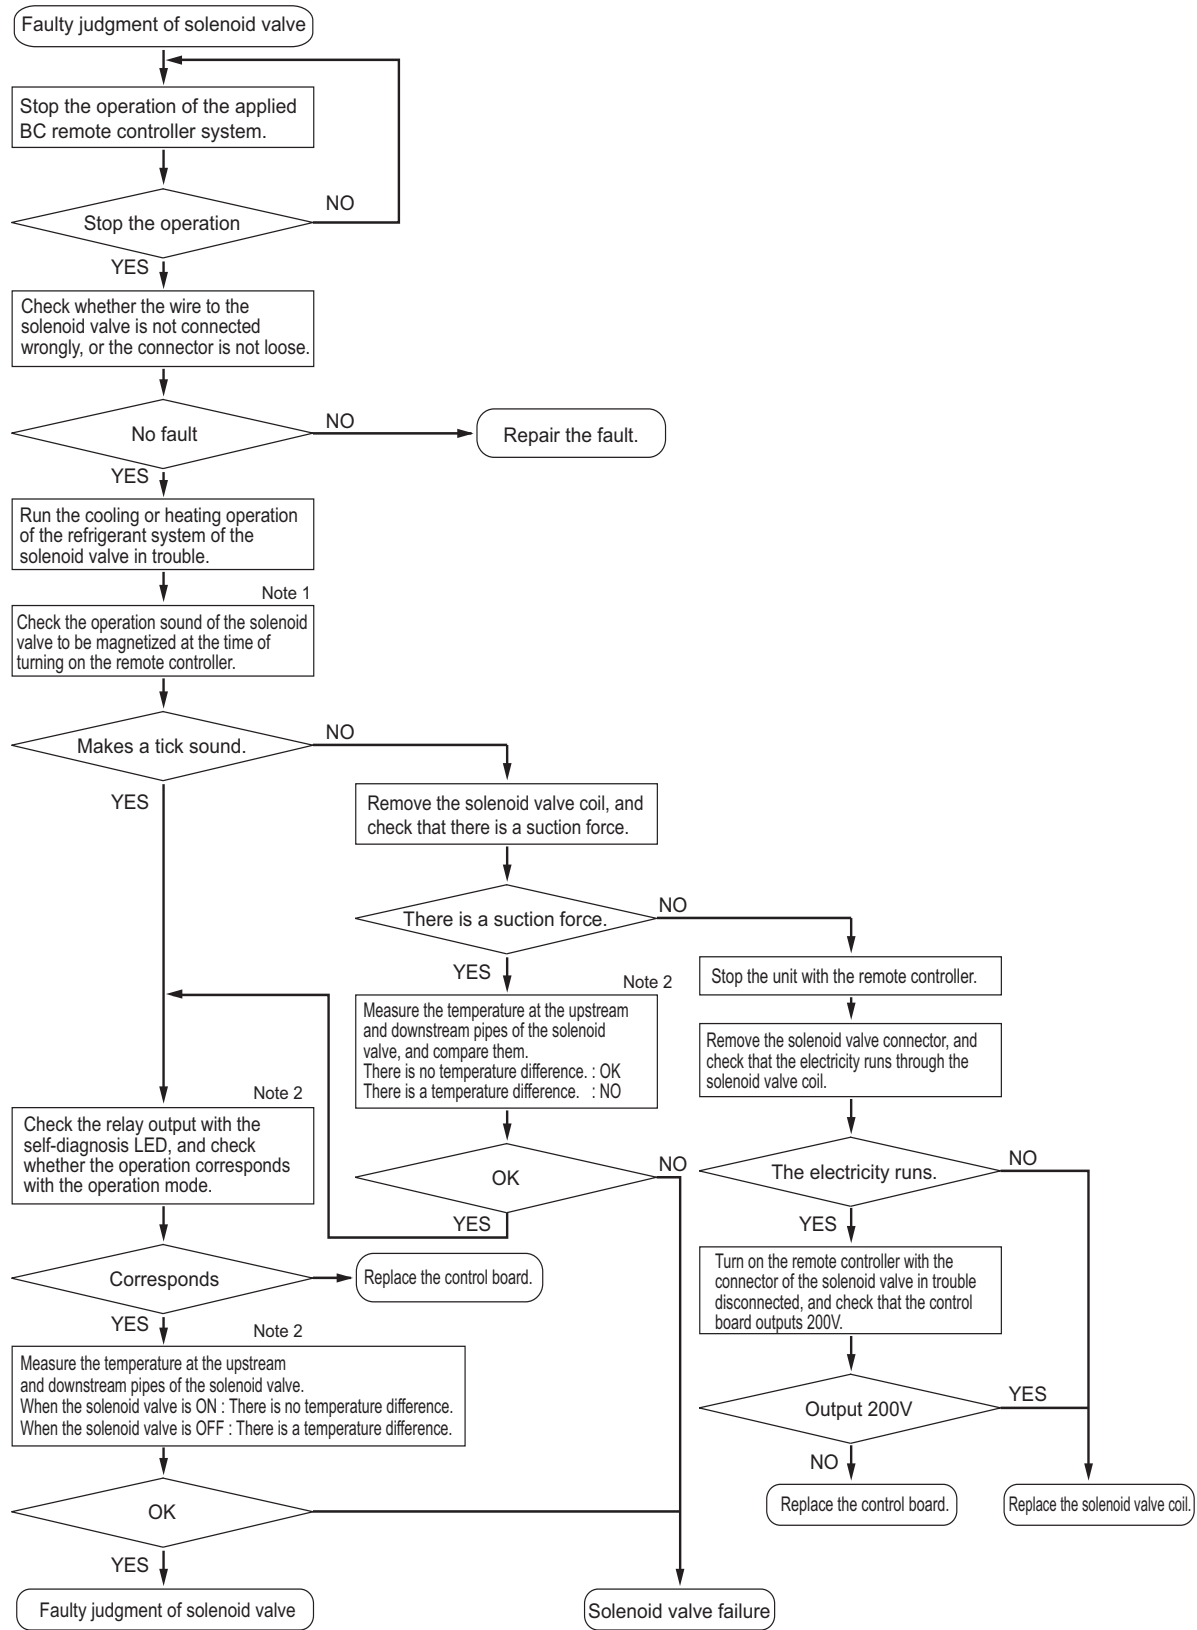 Faulty judgment of solenoid valve
Stop the operation of the applied
BC remote controller system.
Stop the operation
NO
YES
Check whether the wire to the
solenoid valve is not connected
wrongly, or the connector is not loose.
No fault
NO
Repair the fault.
YES
Run the cooling or heating operation
of the refrigerant system of the
solenoid valve in trouble.
Note 1
Check the operation sound of the solenoid
valve to be magnetized at the time of
turning on the remote controller.
Makes a tick sound.
NO
YES
Remove the solenoid valve coil, and
check that there is a suction force.
There is a suction force.
NO
YES
Note 2
Measure the temperature at the upstream
and downstream pipes of the solenoid
valve, and compare them.
There is no temperature difference. : OK
There is a temperature difference. : NO
Stop the unit with the remote controller.
Remove the solenoid valve connector, and
check that the electricity runs through the
solenoid valve coil.
Note 2
Check the relay output with the
self-diagnosis LED, and check
whether the operation corresponds
with the operation mode.
OK
NO
YES
The electricity runs.
NO
YES
Corresponds
Replace the control board.
YES
Turn on the remote controller with the
connector of the solenoid valve in trouble
disconnected, and check that the control
board outputs 200V.
Note 2
Measure the temperature at the upstream
and downstream pipes of the solenoid valve.
When the solenoid valve is ON : There is no temperature difference.
When the solenoid valve is OFF : There is a temperature difference.
Output 200V
YES
NO
Replace the control board.
Replace the solenoid valve coil.
OK
YES
Faulty judgment of solenoid valve
Solenoid valve failure